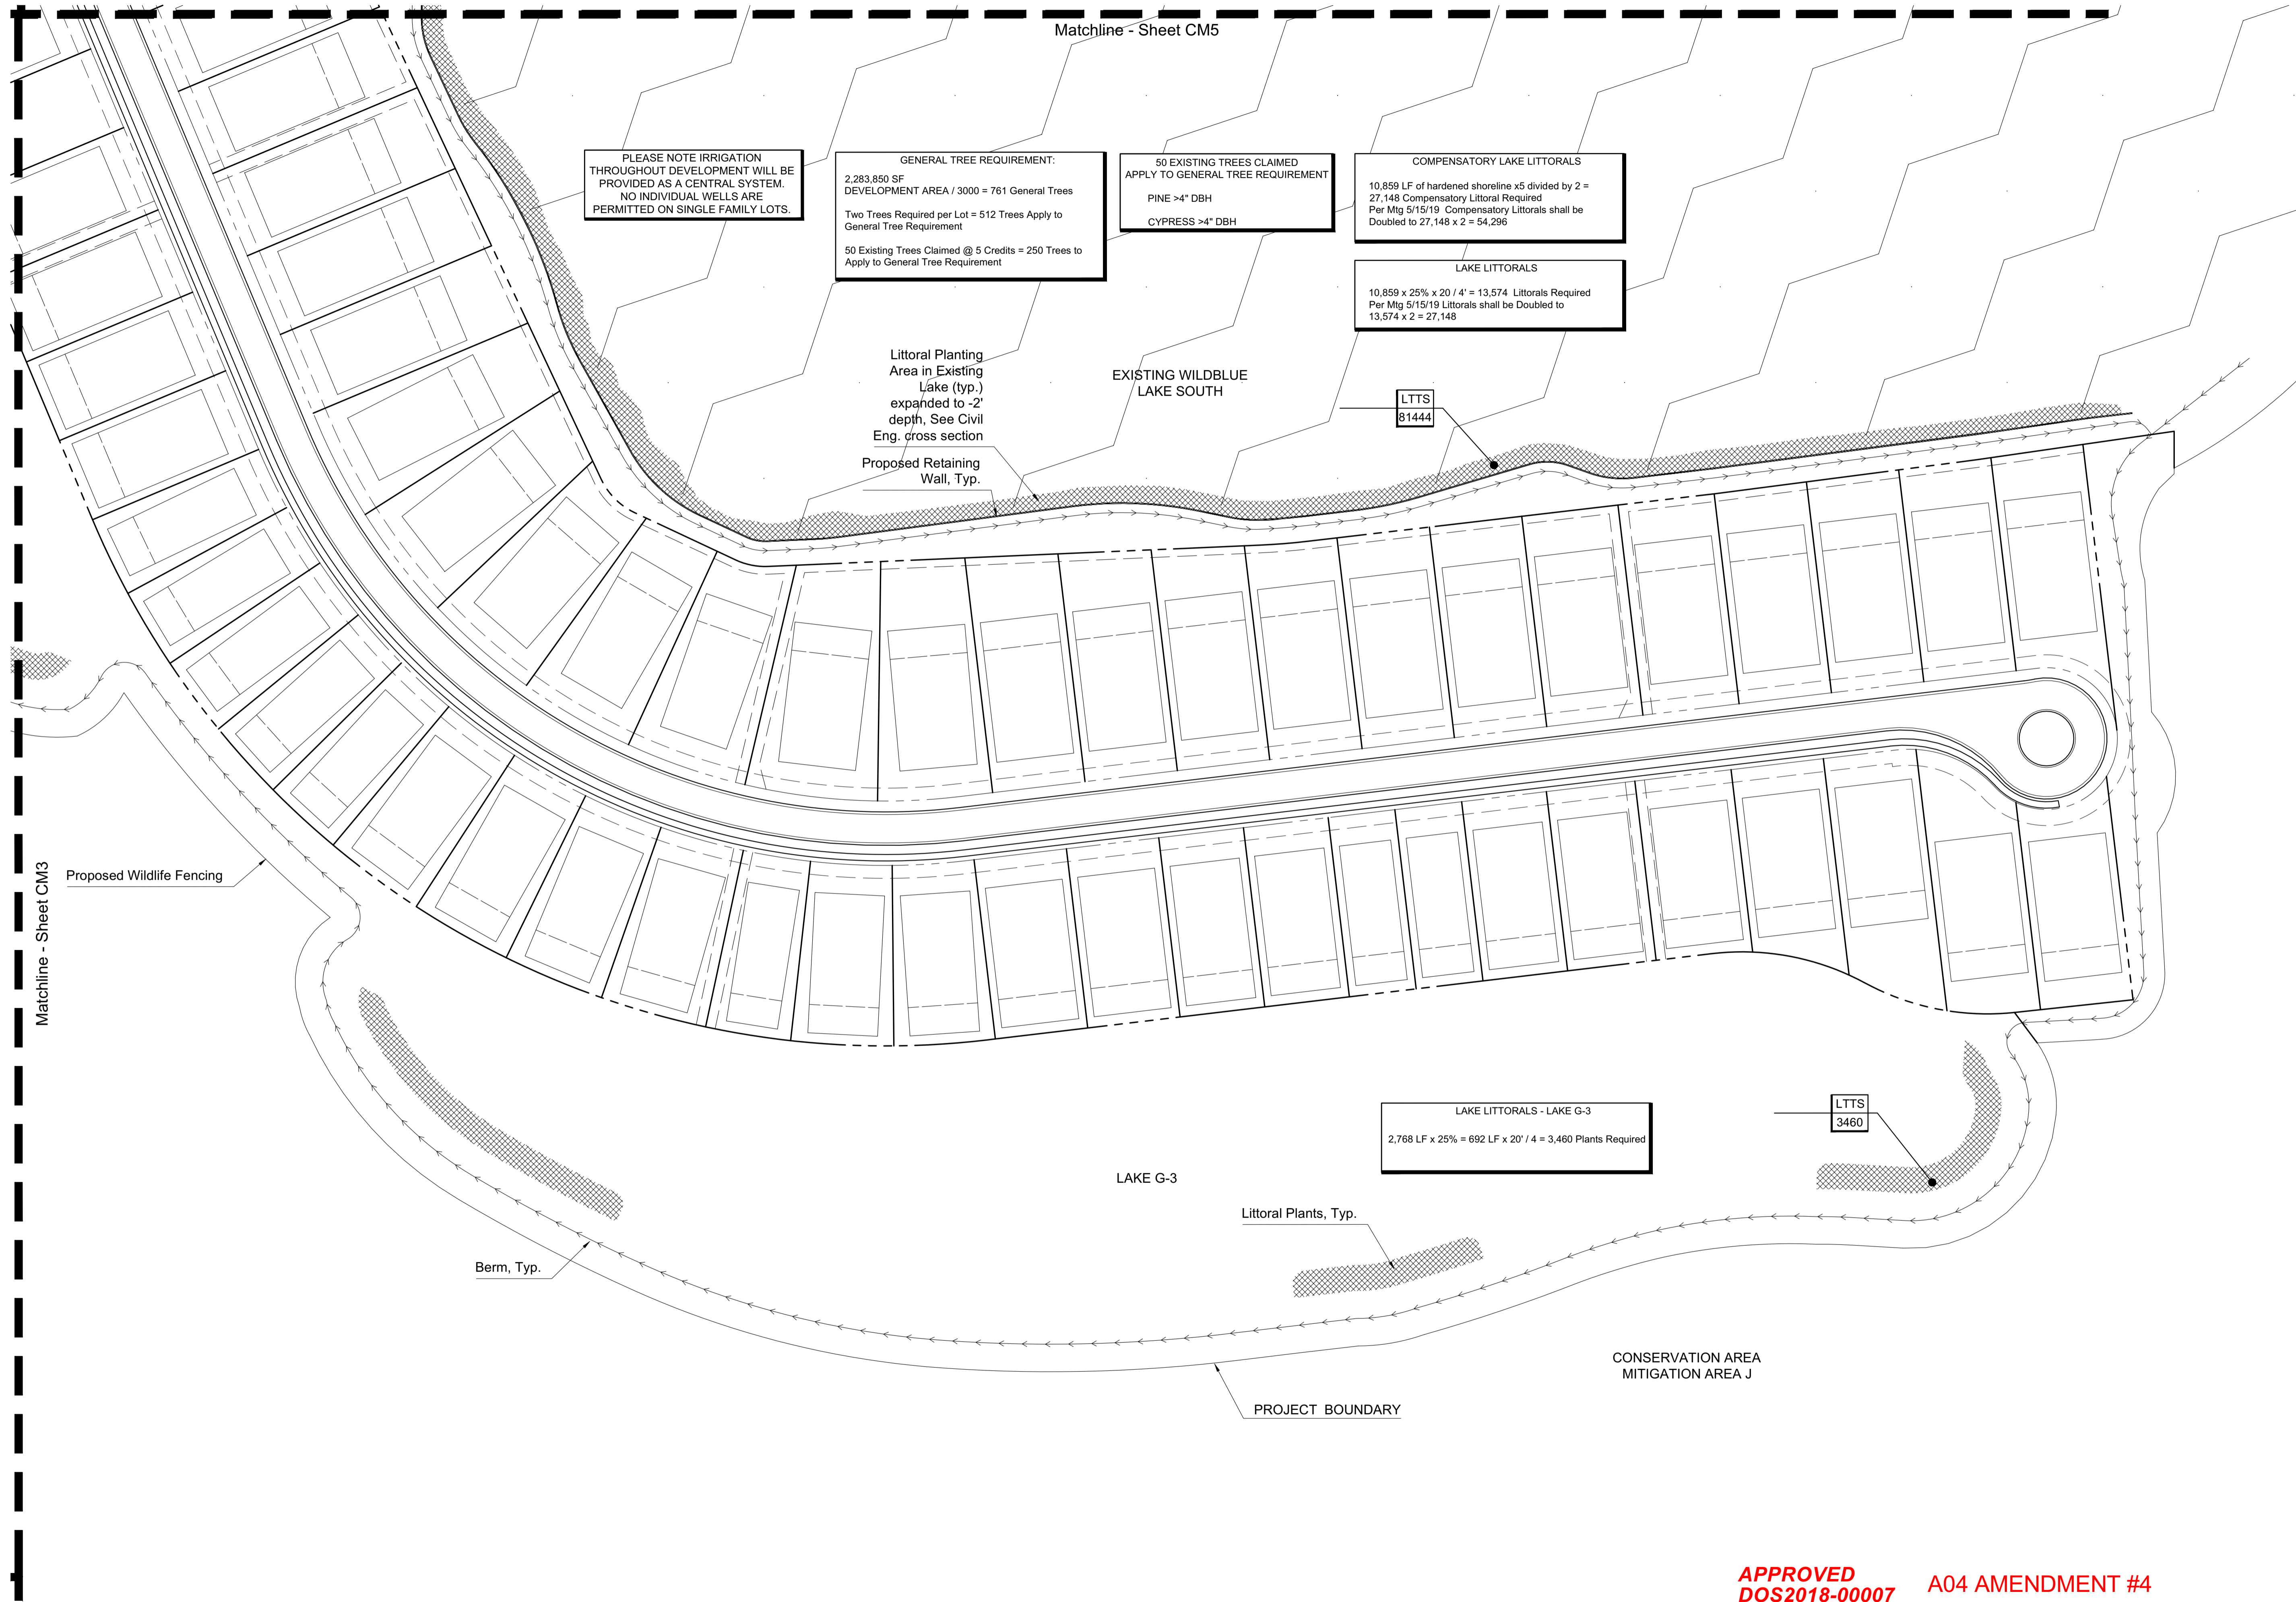 Matchline - Sheet CM5
PLEASE NOTE IRRIGATION
THROUGHOUT DEVELOPMENT WILL BE
PROVIDED AS A CENTRAL SYSTEM.
NO INDIVIDUAL WELLS ARE
PERMITTED ON SINGLE FAMILY LOTS.
GENERAL TREE REQUIREMENT:
2,283,850 SF
DEVELOPMENT AREA / 3000 = 761 General Trees
Two Trees Required per Lot = 512 Trees Apply to
General Tree Requirement
50 Existing Trees Claimed @ 5 Credits = 250 Trees to
Apply to General Tree Requirement
50 EXISTING TREES CLAIMED
APPLY TO GENERAL TREE REQUIREMENT
PINE >4" DBH
CYPRESS >4" DBH
COMPENSATORY LAKE LITTORALS
10,859 LF of hardened shoreline x5 divided by 2 =
27,148 Compensatory Littoral Required
Per Mtg 5/15/19 Compensatory Littorals shall be
Doubled to 27,148 x 2 = 54,296
LAKE LITTORALS
10,859 x 25% x 20 / 4' = 13,574 Littorals Required
Per Mtg 5/15/19 Littorals shall be Doubled to
13,574 x 2 = 27,148
Littoral Planting
Area in Existing
Lake (typ.)
expanded to -2'
depth, See Civil
Eng. cross section
Proposed Retaining
Wall, Typ.
EXISTING WILDBLUE
LAKE SOUTH
LTTS
81444
Proposed Wildlife Fencing
Matchline - Sheet CM3
LAKE LITTORALS - LAKE G-3
2,768 LF x 25% = 692 LF x 20' / 4 = 3,460 Plants Required
LTTS
3460
LAKE G-3
Littoral Plants, Typ.
Berm, Typ.
CONSERVATION AREA
MITIGATION AREA J
PROJECT BOUNDARY
APPROVED
DOS2018-00007
A04 AMENDMENT #4